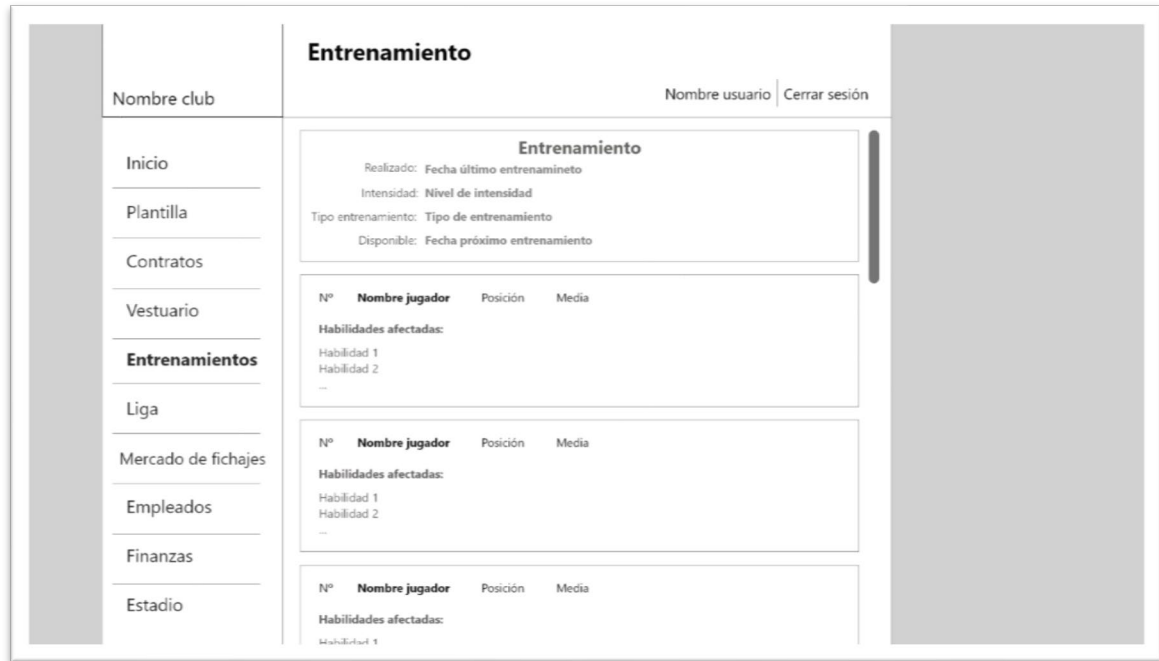 Entrenamiento
Nombre club
Nombre usuario Cerrar sesión
Inicio
Plantilla
Contratos
Vestuario
Entrenamientos
Liga
Mercado de fichajes
Empleados
Finanzas
Estadio
Entrenamiento
Realizado: Fecha último entrenamineto
Intensidad: Nivel de intensidad
Tipo entrenamiento: Tipo de entrenamiento
Disponible: Fecha próximo entrenamiento
Nº Nombre jugador Posición Media
Habilidades afectadas:
Habilidad 1
Habilidad 2
...
Nº Nombre jugador Posición Media
Habilidades afectadas:
Habilidad 1
Habilidad 2
...
Nº Nombre jugador Posición Media
Habilidades afectadas:
Habilidad 1